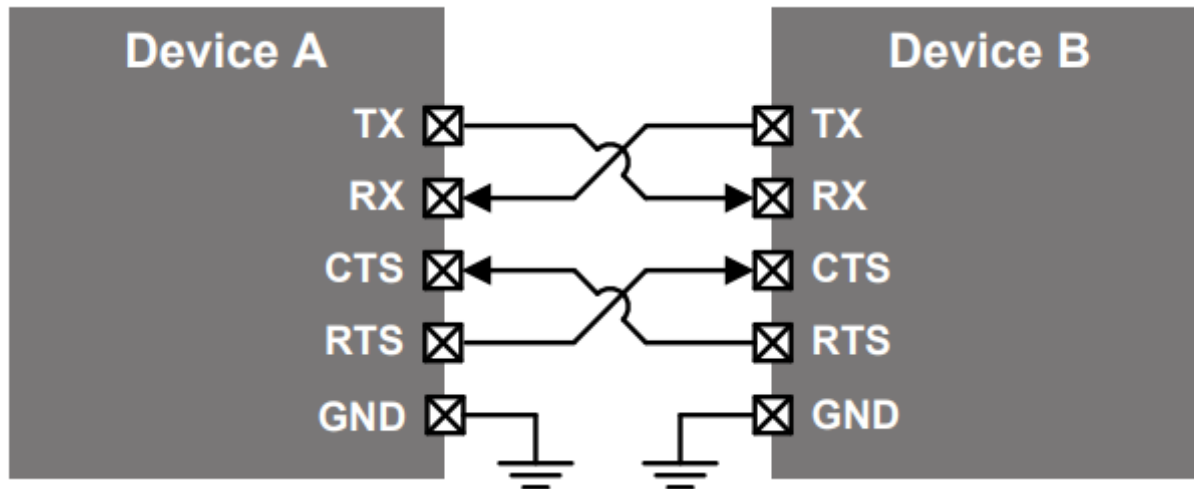 Device A
TX
RX
CTS
RTS
GND
Device B
TX
RX
CTS
RTS
GND